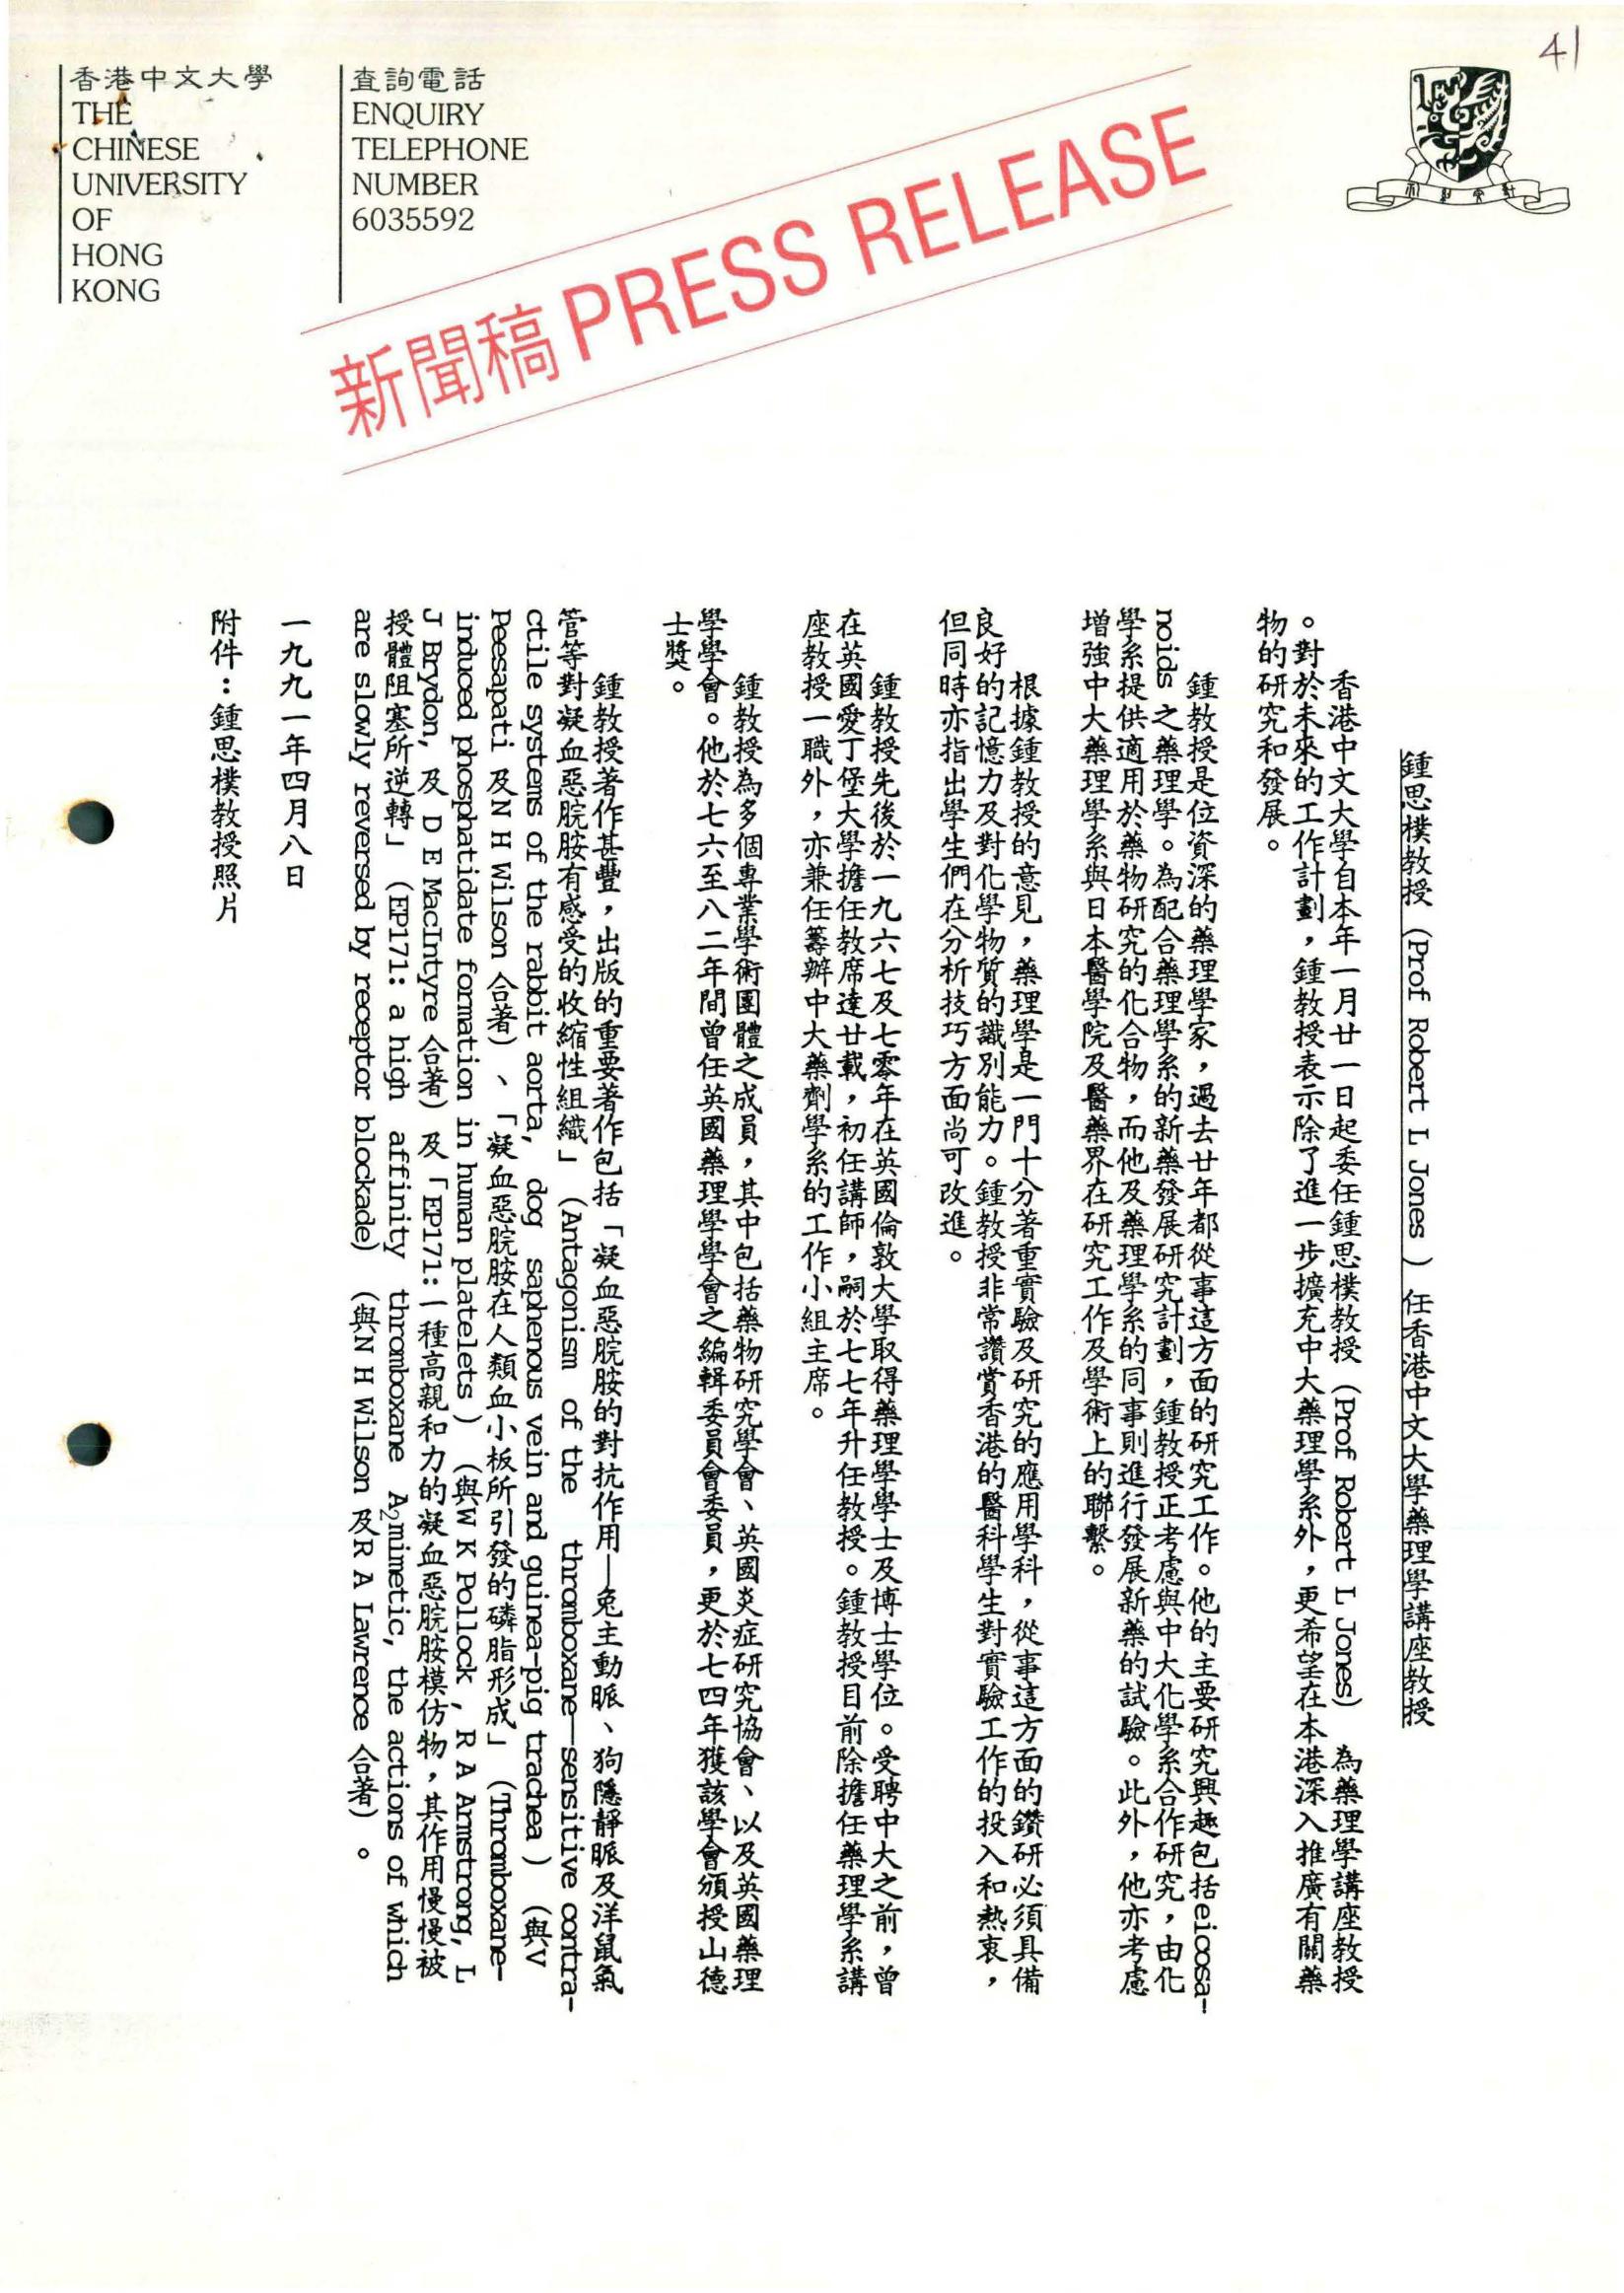 41
香港中文大學
THE
CHINESE
UNIVERSITY
OF
HONG
KONG
查詢電話
ENQUIRY
TELEPHONE
NUMBER
6035592
新聞稿 PRESS RELEASE
鍾思樸教授 (Prof Robert L Jones) 任香港中文大學藥理學講座教授
香港中文大學自本年一月廿一日起委任鍾思樸教授 (Prof Robert L Jones) 為藥理學講座教授
。對於未來的工作計劃，鍾教授表示除了進一步擴充中大藥理學系外，更希望在本港深入推廣有關藥
物的研究和發展。
鍾教授是位資深的藥理學家，過去廿年都從事這方面的研究工作。他的主要研究興趣包括eicosa-
noids 之藥理學。為配合藥理學系的新藥發展研究計劃，鍾教授正考慮與中大化學系合作研究，由化
學系提供適用於藥物研究的化合物，而他及藥理學系的同事則進行發展新藥的試驗。此外，他亦考慮
增強中大藥理學系與日本醫學院及醫藥界在研究工作及學術上的聯繫。
根據鍾教授的意見，藥理學是一門十分著重實驗及研究的應用學科，從事這方面的鑽研必須具備
良好的記憶力及對化學物質的識別能力。鍾教授非常讚賞香港的醫科學生對實驗工作的投入和熱衷，
但同時亦指出學生們在分析技巧方面尚可改進。
鍾教授先後於一九六七及七零年在英國倫敦大學取得藥理學學士及博士學位。受聘中大之前，曾
在英國愛丁堡大學擔任教席達廿載，初任講師，嗣於七七年升任教授。鍾教授目前除擔任藥理學系講
座教授一職外，亦兼任籌辦中大藥劑學系的工作小組主席。
鍾教授為多個專業學術團體之成員，其中包括藥物研究學會、英國炎症研究協會、以及英國藥理
學學會。他於七六至八二年間曾任英國藥理學學會之編輯委員會委員，更於七四年獲該學會頒授山德
士獎。
鍾教授著作甚豐，出版的重要著作包括「凝血惡脘胺的對抗作用—兔主動脈、狗隱靜脈及洋鼠氣
管等對凝血惡脘胺有感受的收縮性組織」 (Antagonism of the thromboxane—sensitive contra-
ctile systems of the rabbit aorta, dog saphenous vein and guinea-pig trachea) (與V
Peesapati 及N H Wilson 合著) 、「凝血惡脘胺在人類血小板所引發的磷脂形成」 (Thromboxane-
induced phosphatidate formation in human platelets) (與W K Pollock , R A Armstrong, L
J Brydon, 及 D E MacIntyre 合著) 及「EP171:一種高親和力的凝血惡脘胺模仿物，其作用慢慢被
授體阻塞所逆轉」 (EP171: a high affinity thromboxane A2mimetic, the actions of which
are slowly reversed by receptor blockade) (與N H Wilson 及R A Lawrence 合著) 。
一九九一年四月八日
附件：鍾思樸教授照片